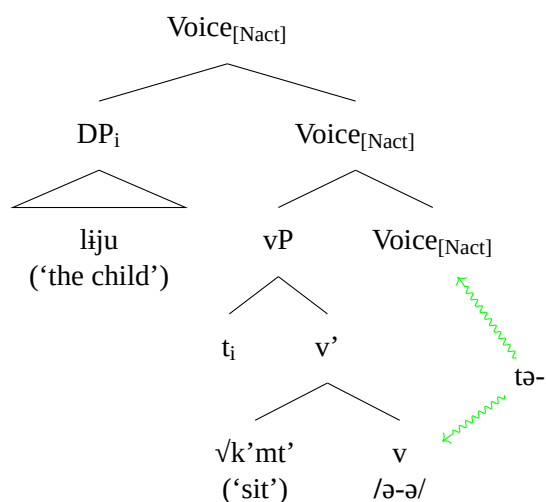 Voice[Nact]
DPi Voice[Nact]
lɨju vP Voice[Nact]
(‘the child’)
ti v’ tə-
√k’mt’ v
(‘sit’) /ə-ə/